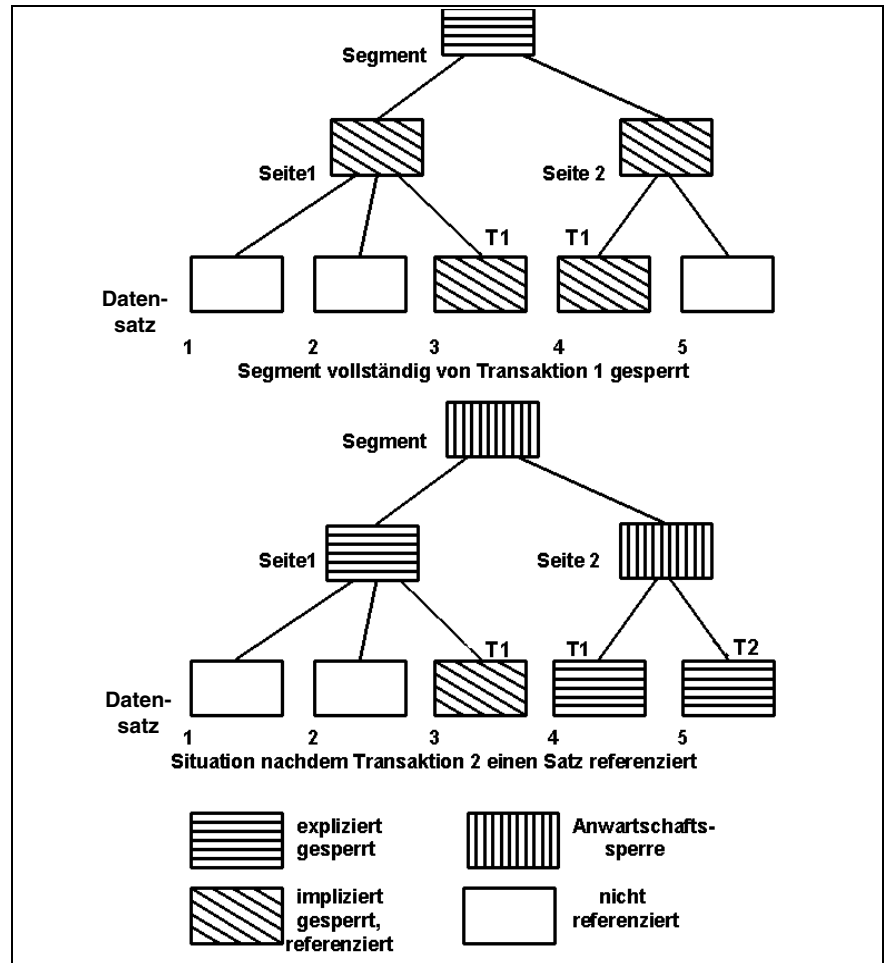 Segment
Seite1
Seite 2
T1 T1
Daten-
satz
1 2 3 4 5
Segment vollständig von Transaktion 1 gesperrt
Segment
Seite1
Seite 2
T1 T1 T2
Daten-
satz
1 2 3 4 5
Situation nachdem Transaktion 2 einen Satz referenziert
expliziert
gesperrt
Anwartschafts-
sperre
impliziert
gesperrt,
referenziert
nicht
referenziert